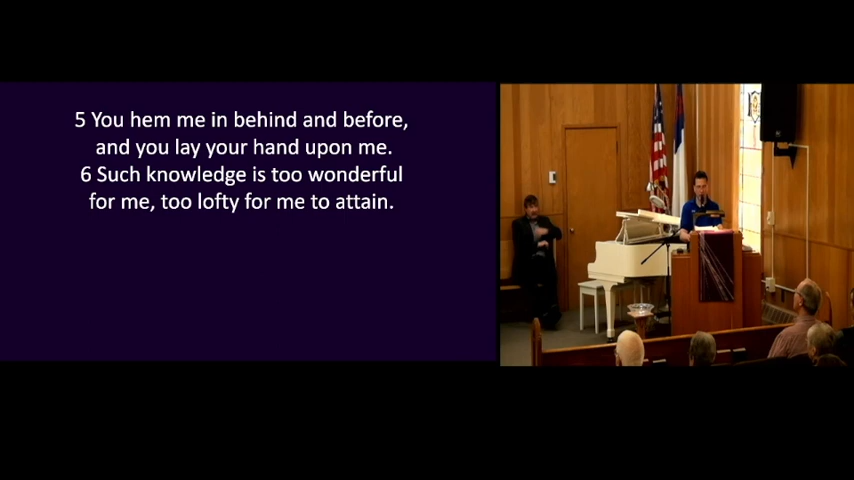 5 You hem me in behind and before,
and you lay your hand upon me.
6 Such knowledge is too wonderful
for me, too lofty for me to attain.